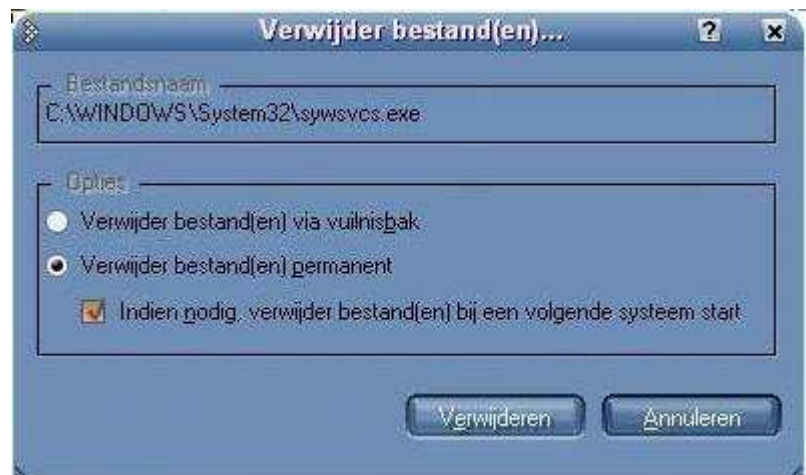 Verwijder bestand(en)...
Bestandsnaam
C:\WINDOWS\System32\sywsvcs.exe
Opties
Verwijder bestand(en) via vuilnisbak
Verwijder bestand(en) permanent
Indien nodig, verwijder bestand(en) bij een volgende systeem start
Verwijderen
Annuleren